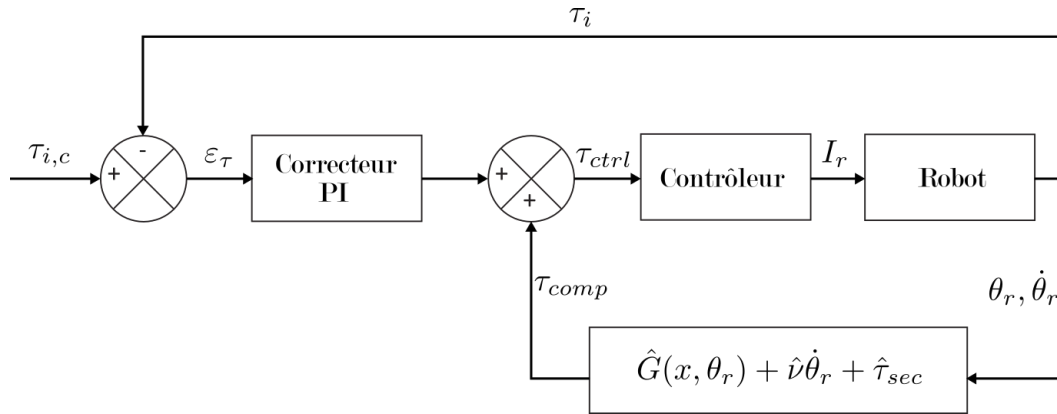 τ_i
τ_{i,c}
+
-
ε_τ
Correcteur
PI
+
+
τ_{ctrl}
Contrôleur
I_r
Robot
τ_{comp}
θ_r, θ̇_r
Ĝ(x, θ_r) + ν̂θ̇_r + τ̂_{sec}